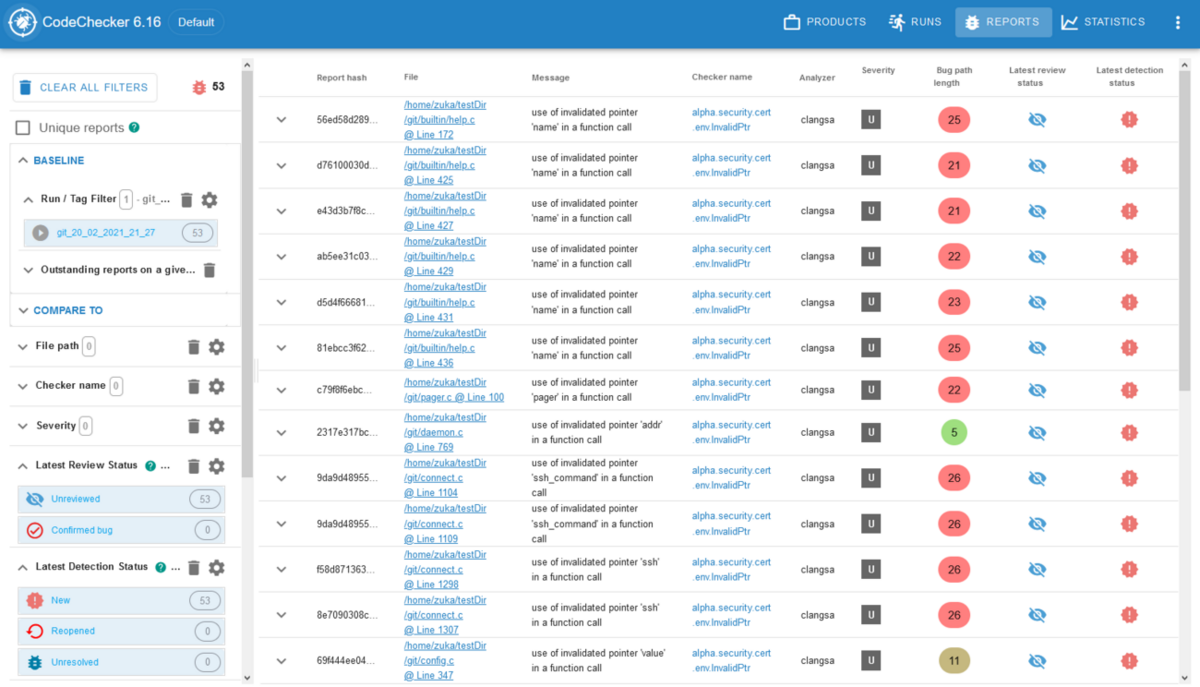 CodeChecker 6.16 Default PRODUCTS RUNS REPORTS STATISTICS
CLEAR ALL FILTERS 53
Unique reports ?
BASELINE
Run / Tag Filter 1 - git_...
git_20_02_2021_21_27 53
Outstanding reports on a give...
COMPARE TO
File path 0
Checker name 0
Severity 0
Latest Review Status ? ...
Unreviewed 53
Confirmed bug 0
Latest Detection Status ? ...
New 53
Reopened 0
Unresolved 0
Report hash File Message Checker name Analyzer Severity Bug path length Latest review status Latest detection status
56ed58d289...
/home/zuka/testDir
/git/builtin/help.c
@ Line 172
use of invalidated pointer
'name' in a function call
alpha.security.cert
.env.InvalidPtr
clangsa U 25
d76100030d...
/home/zuka/testDir
/git/builtin/help.c
@ Line 425
use of invalidated pointer
'name' in a function call
alpha.security.cert
.env.InvalidPtr
clangsa U 21
e43d3b7f8c...
/home/zuka/testDir
/git/builtin/help.c
@ Line 427
use of invalidated pointer
'name' in a function call
alpha.security.cert
.env.InvalidPtr
clangsa U 21
ab5ee31c03...
/home/zuka/testDir
/git/builtin/help.c
@ Line 429
use of invalidated pointer
'name' in a function call
alpha.security.cert
.env.InvalidPtr
clangsa U 22
d5d4f66681...
/home/zuka/testDir
/git/builtin/help.c
@ Line 431
use of invalidated pointer
'name' in a function call
alpha.security.cert
.env.InvalidPtr
clangsa U 23
81ebcc3f62...
/home/zuka/testDir
/git/builtin/help.c
@ Line 436
use of invalidated pointer
'name' in a function call
alpha.security.cert
.env.InvalidPtr
clangsa U 25
c79f8f6ebc...
/home/zuka/testDir
/git/pager.c @ Line 100
use of invalidated pointer
'pager' in a function call
alpha.security.cert
.env.InvalidPtr
clangsa U 22
2317e317bc...
/home/zuka/testDir
/git/daemon.c
@ Line 769
use of invalidated pointer 'addr'
in a function call
alpha.security.cert
.env.InvalidPtr
clangsa U 5
9da9d48955...
/home/zuka/testDir
/git/connect.c
@ Line 1104
use of invalidated pointer
'ssh_command' in a function
call
alpha.security.cert
.env.InvalidPtr
clangsa U 26
9da9d48955...
/home/zuka/testDir
/git/connect.c
@ Line 1109
use of invalidated pointer
'ssh_command' in a function
call
alpha.security.cert
.env.InvalidPtr
clangsa U 26
f58d871363...
/home/zuka/testDir
/git/connect.c
@ Line 1298
use of invalidated pointer 'ssh'
in a function call
alpha.security.cert
.env.InvalidPtr
clangsa U 26
8e7090308c...
/home/zuka/testDir
/git/connect.c
@ Line 1307
use of invalidated pointer 'ssh'
in a function call
alpha.security.cert
.env.InvalidPtr
clangsa U 26
69f444ee04...
/home/zuka/testDir
/git/config.c
@ Line 347
use of invalidated pointer 'value'
in a function call
alpha.security.cert
.env.InvalidPtr
clangsa U 11